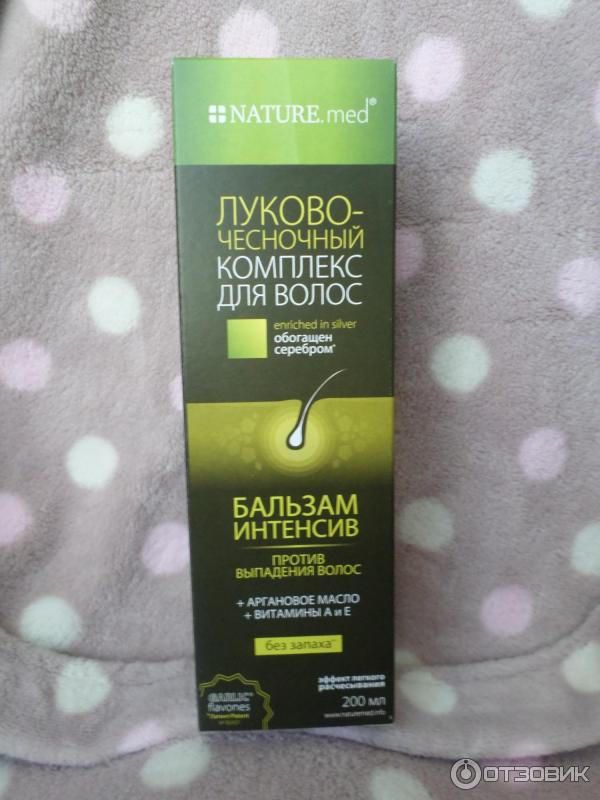 NATURE.med®
ЛУКОВО-
ЧЕСНОЧНЫЙ
КОМПЛЕКС
ДЛЯ ВОЛОС
enriched in silver
обогащен
серебром*
БАЛЬЗАМ
ИНТЕНСИВ
ПРОТИВ
ВЫПАДЕНИЯ ВОЛОС
+ АРГАНОВОЕ МАСЛО
+ ВИТАМИНЫ А и Е
без запаха**
эффект легкого
расчесывания
GARLIC
flavones
200 мл
www.naturemed.info
ОТЗОВИК